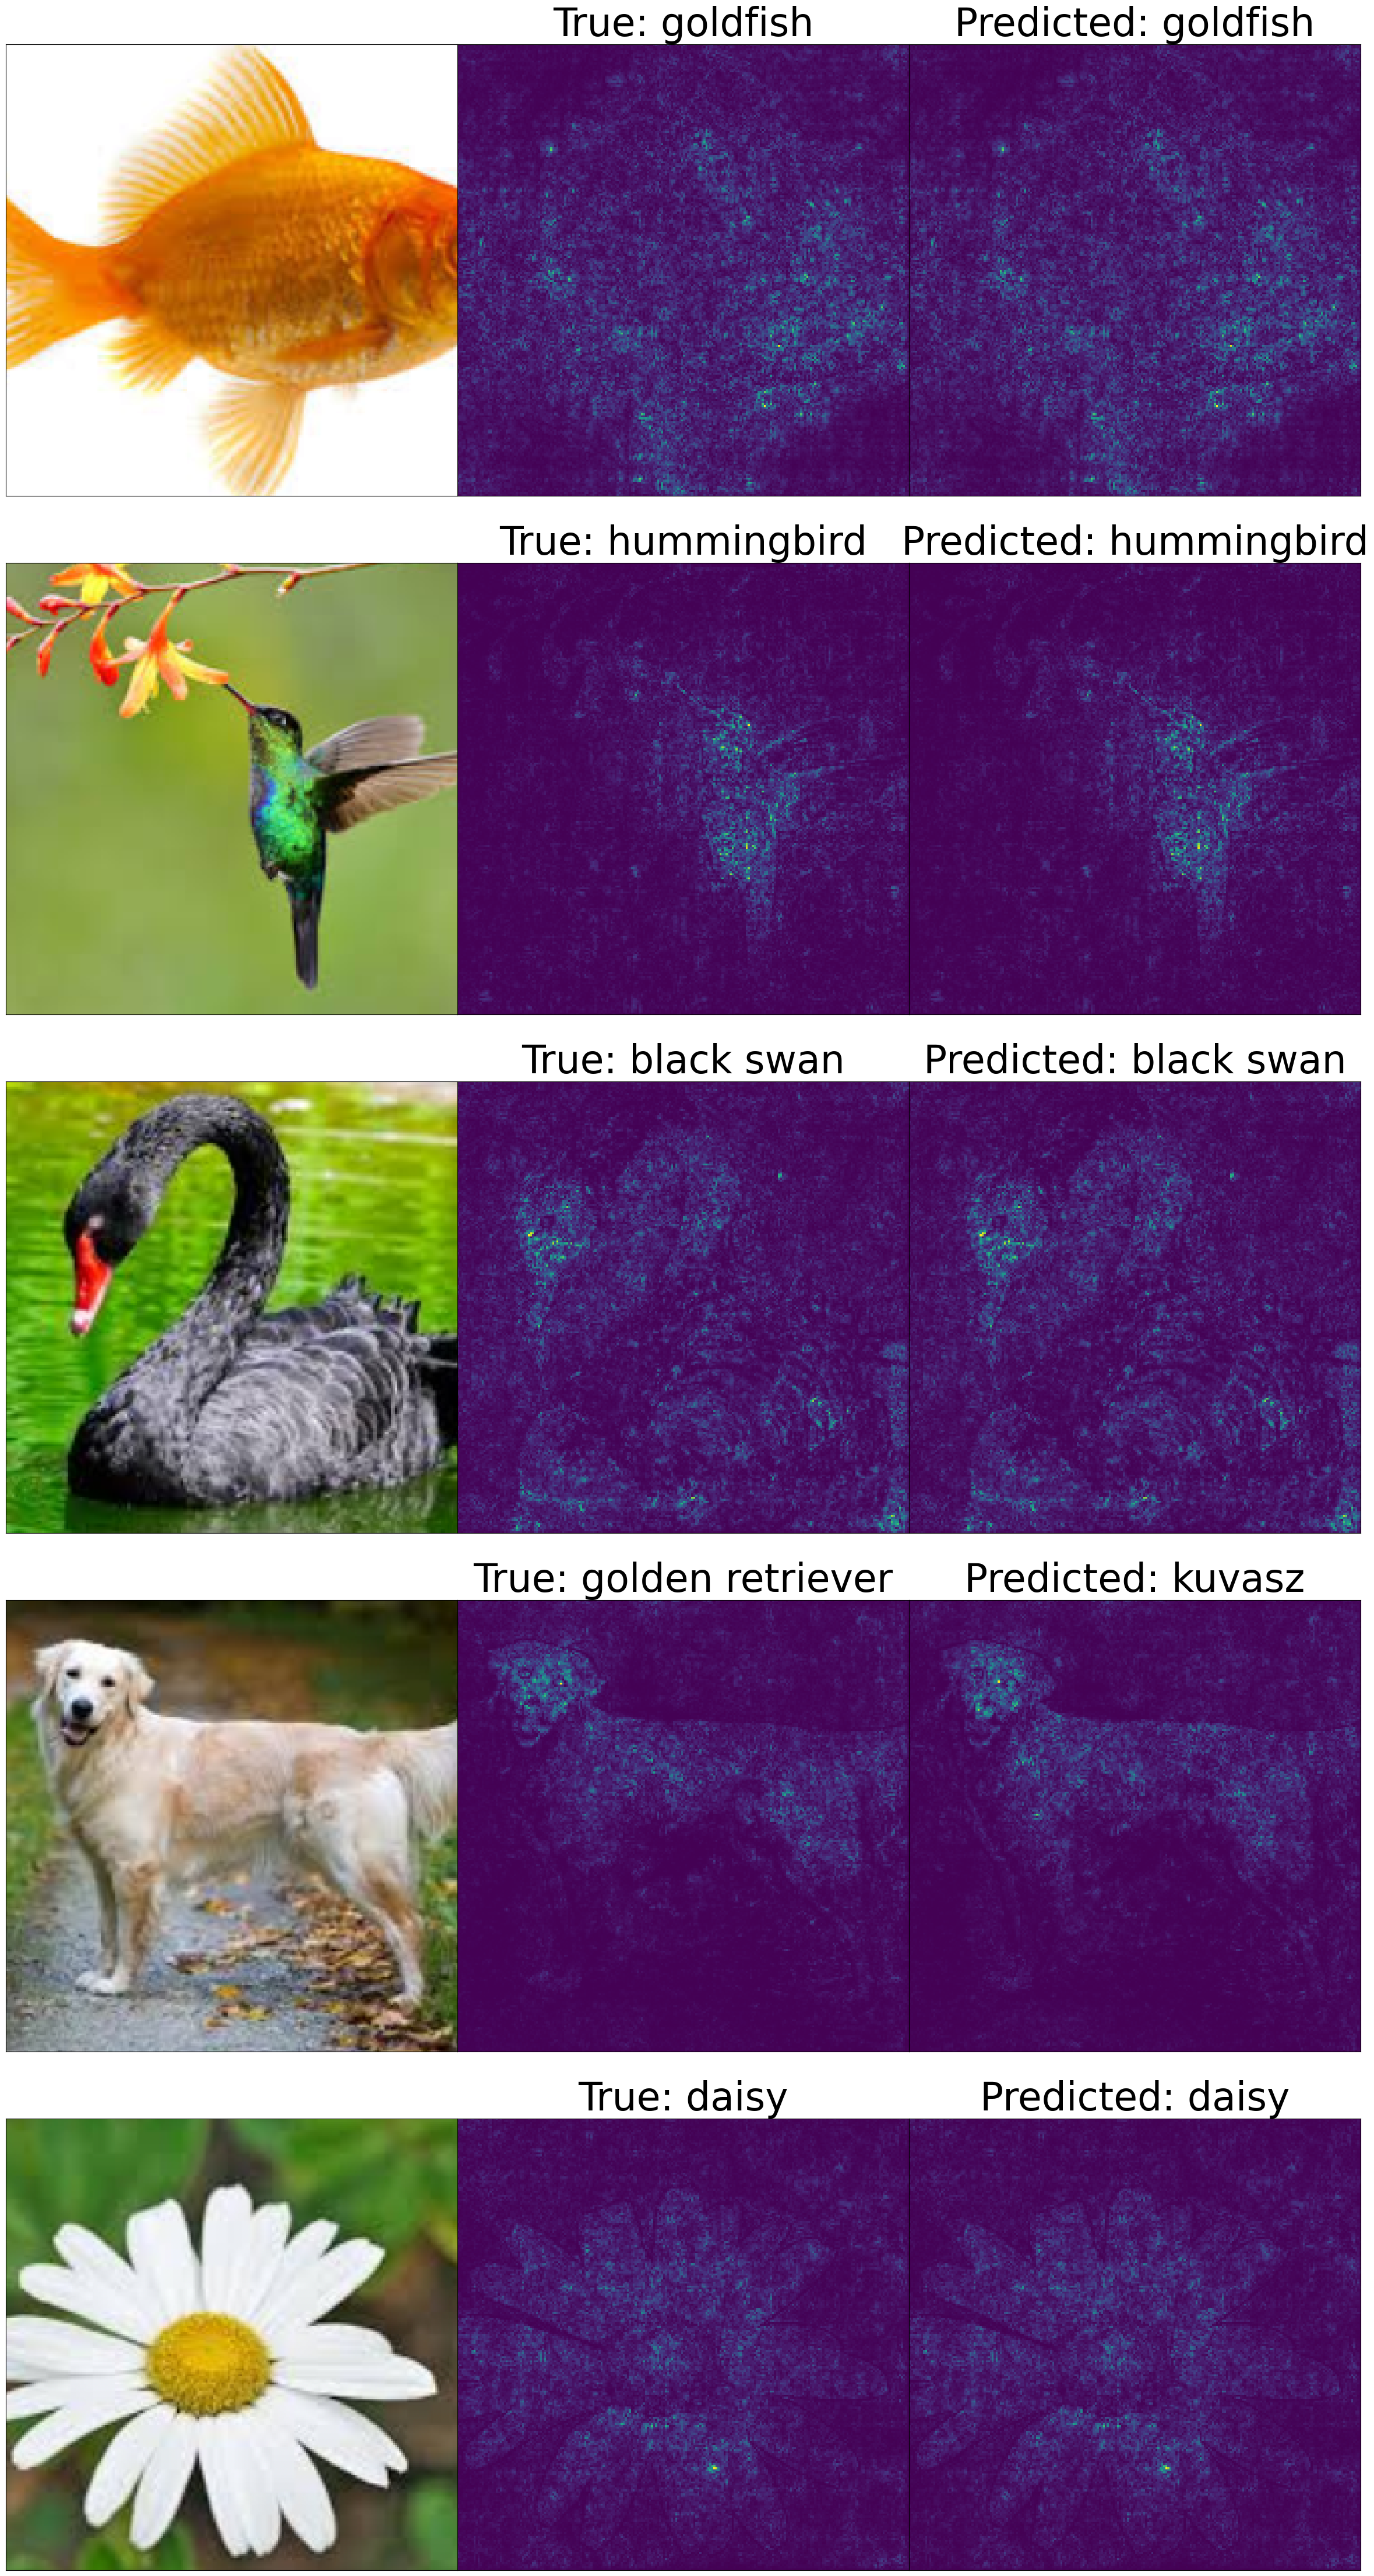 True: goldfish
Predicted: goldfish
True: hummingbird
Predicted: hummingbird
True: black swan
Predicted: black swan
True: golden retriever
Predicted: kuvasz
True: daisy
Predicted: daisy